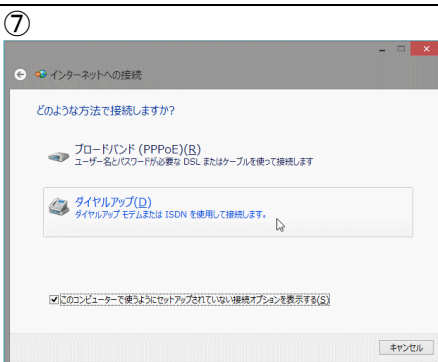 ⑦
インターネットへの接続
どのような方法で接続しますか?
ブロードバンド (PPPoE)(R)
ユーザー名とパスワードが必要な DSL またはケーブルを使って接続します
ダイヤルアップ(D)
ダイヤルアップ モデムまたは ISDN を使用して接続します。
このコンピューターで使うようにセットアップされていない接続オプションを表示する(S)
キャンセル